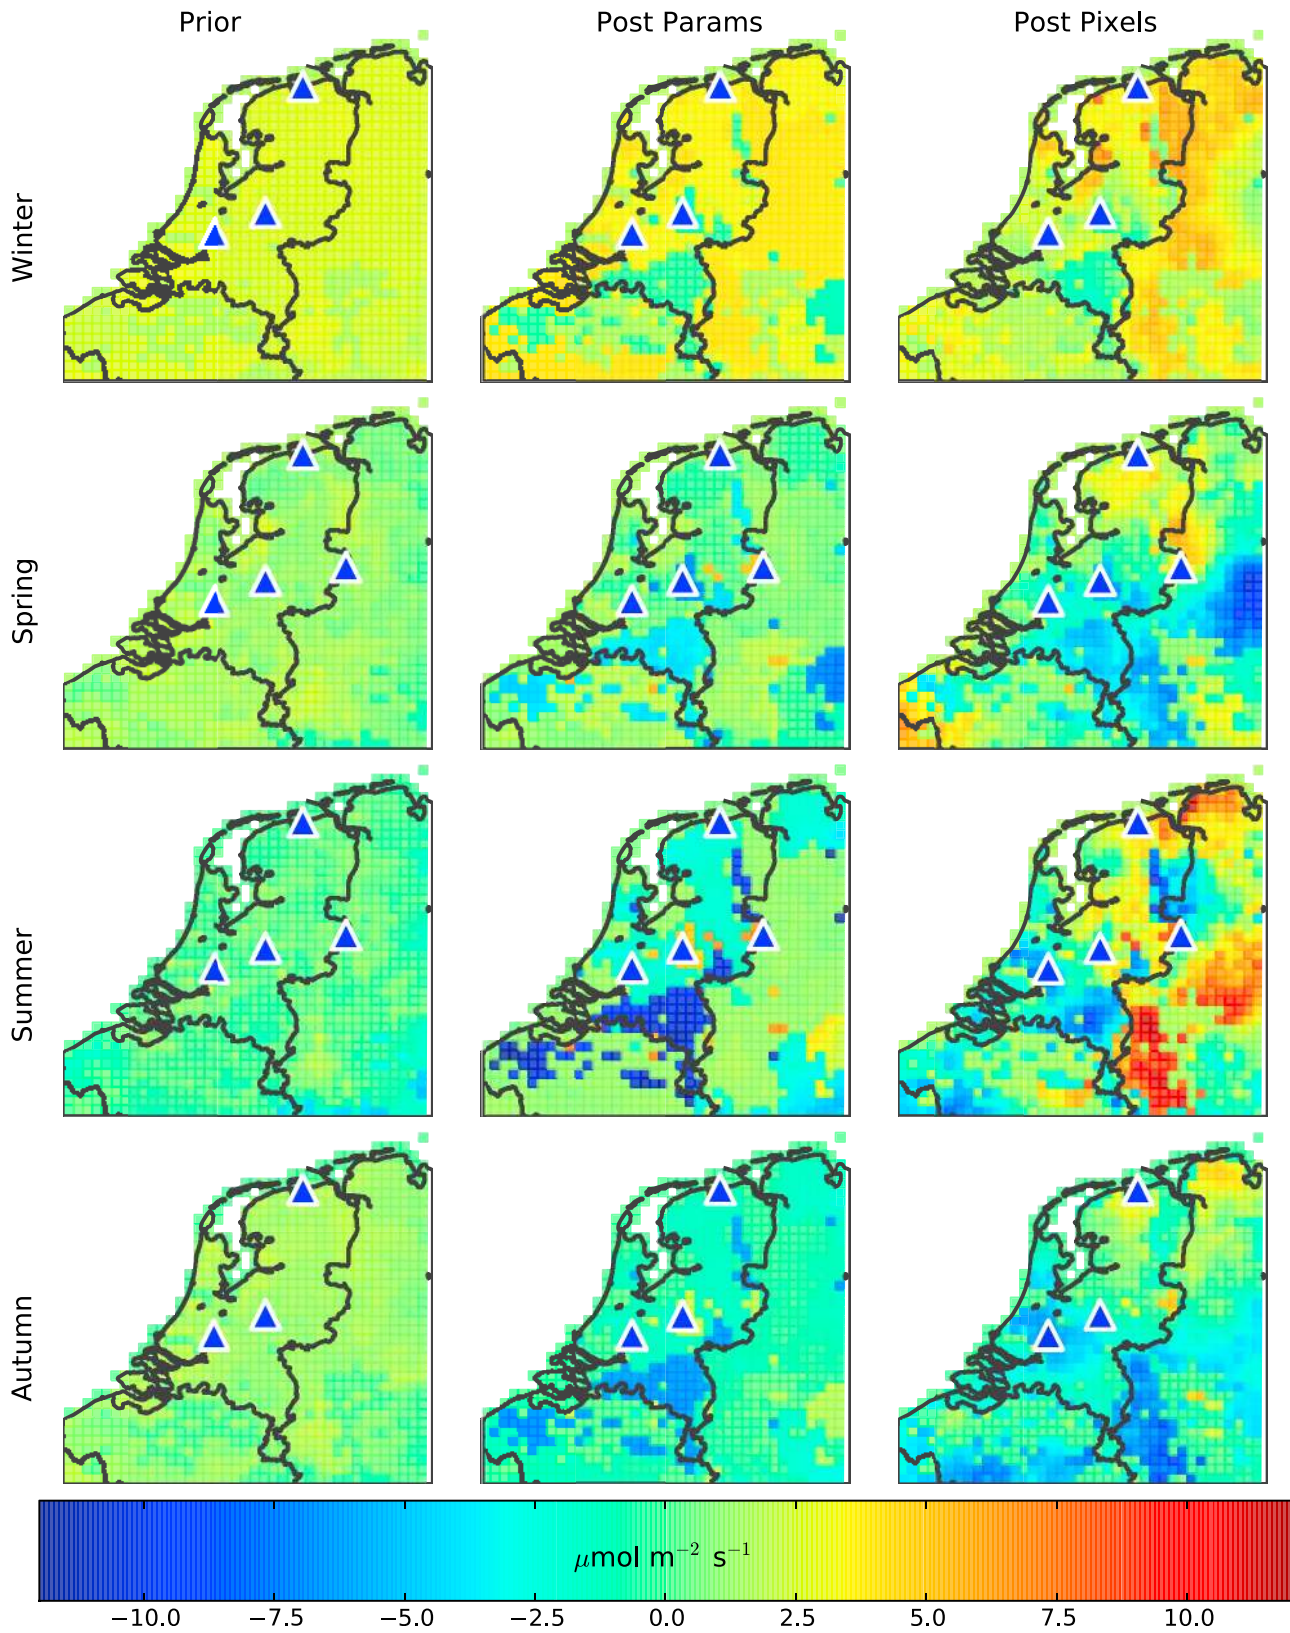 Prior Post Params Post Pixels
Winter
Spring
Summer
Autumn
μmol m⁻² s⁻¹
−10.0 −7.5 −5.0 −2.5 0.0 2.5 5.0 7.5 10.0